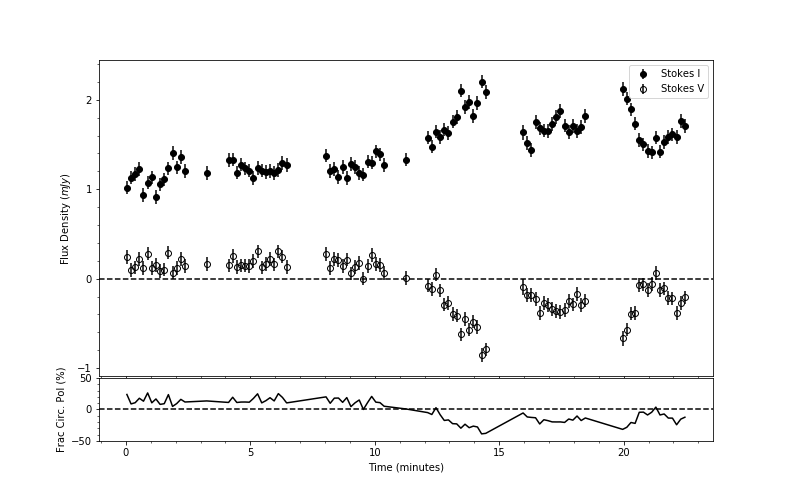 Stokes I
Stokes V
Flux Density (mJy)
2
1
0
−1
Frac Circ. Pol (%)
50
0
−50
0
5
10
15
20
Time (minutes)